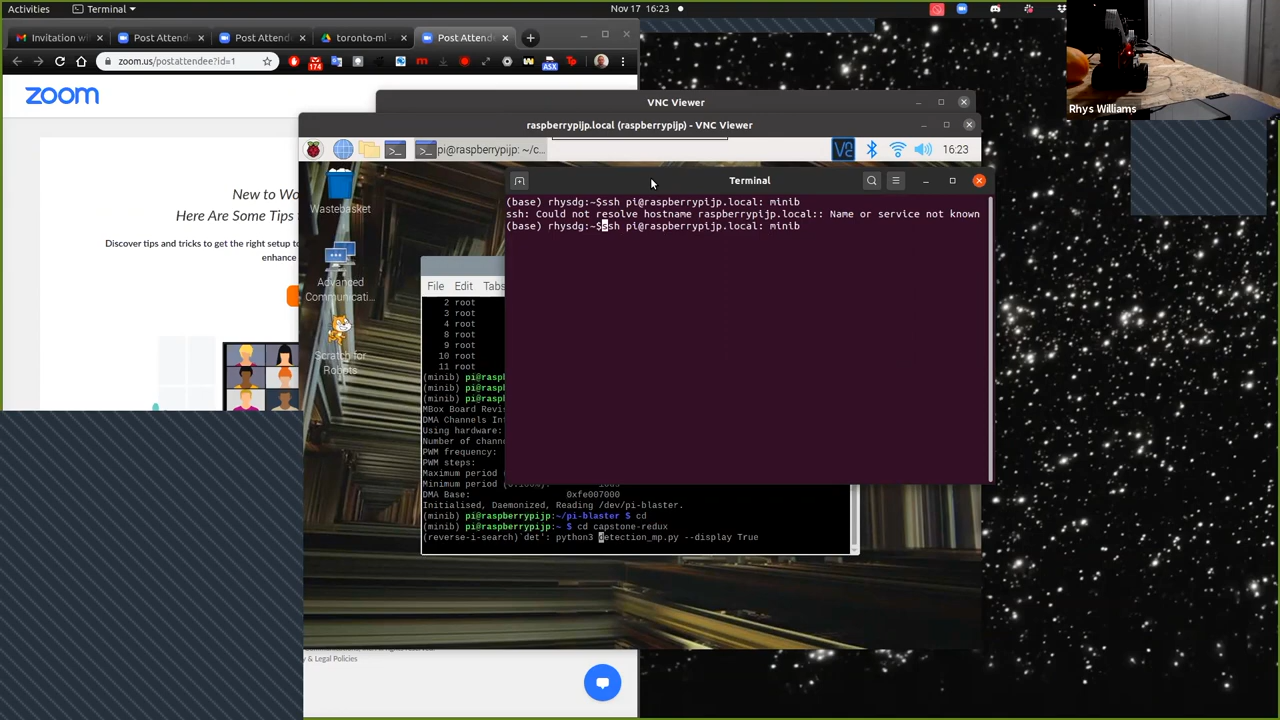 Activities
Terminal
Nov 17 16:23
Invitation wi
Post Attende
Post Attende
toronto-ml
Post Attende
zoom.us/postattendee?id=1
174
ASX
Tp
Rhys Williams
zoom
New to Wo
Here Are Some Tips
Discover tips and tricks to get the right setup to
enhance
VNC Viewer
raspberrypijp.local (raspberrypijp) - VNC Viewer
pi@raspberrypijp: ~/c...
16:23
Wastebasket
Advanced
Communicati...
Scratch for
Robots
Terminal
(base) rhysdg:~$ssh pi@raspberrypijp.local: minib
ssh: Could not resolve hostname raspberrypijp.local:: Name or service not known
(base) rhysdg:~$ssh pi@raspberrypijp.local: minib
File Edit Tabs
2 root
3 root
4 root
8 root
9 root
10 root
11 root
(minib) pi@rasp
(minib) pi@rasp
(minib) pi@rasp
MBox Board Revi
DMA Channels In
Using hardware:
Number of chann
PWM frequency:
PWM steps:
Maximum period
Minimum period
DMA Base: 0xfe007000
Initialised, Daemonized, Reading /dev/pi-blaster.
(minib) pi@raspberrypijp:~/pi-blaster $ cd
(minib) pi@raspberrypijp:~ $ cd capstone-redux
(reverse-i-search)`det': python3 detection_mp.py --display True
& Legal Policies